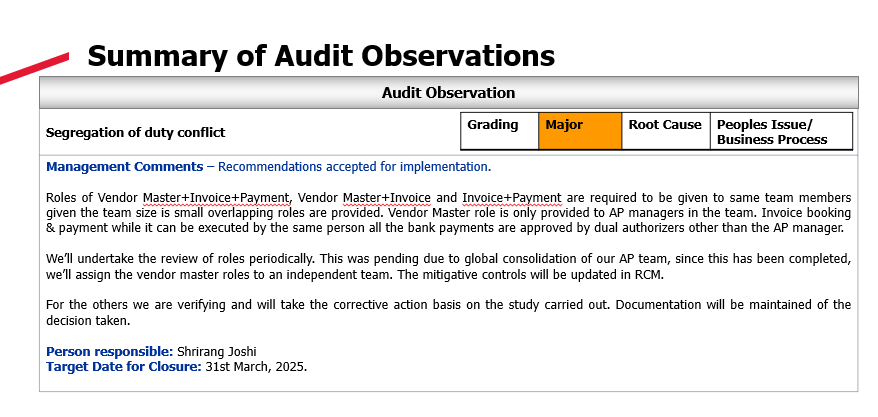 Summary of Audit Observations
Audit Observation
Segregation of duty conflict
Grading
Major
Root Cause
Peoples Issue/
Business Process
Management Comments – Recommendations accepted for implementation.
Roles of Vendor Master+Invoice+Payment, Vendor Master+Invoice and Invoice+Payment are required to be given to same team members
given the team size is small overlapping roles are provided. Vendor Master role is only provided to AP managers in the team. Invoice booking
& payment while it can be executed by the same person all the bank payments are approved by dual authorizers other than the AP manager.
We'll undertake the review of roles periodically. This was pending due to global consolidation of our AP team, since this has been completed,
we'll assign the vendor master roles to an independent team. The mitigative controls will be updated in RCM.
For the others we are verifying and will take the corrective action basis on the study carried out. Documentation will be maintained of the
decision taken.
Person responsible: Shrirang Joshi
Target Date for Closure: 31st March, 2025.